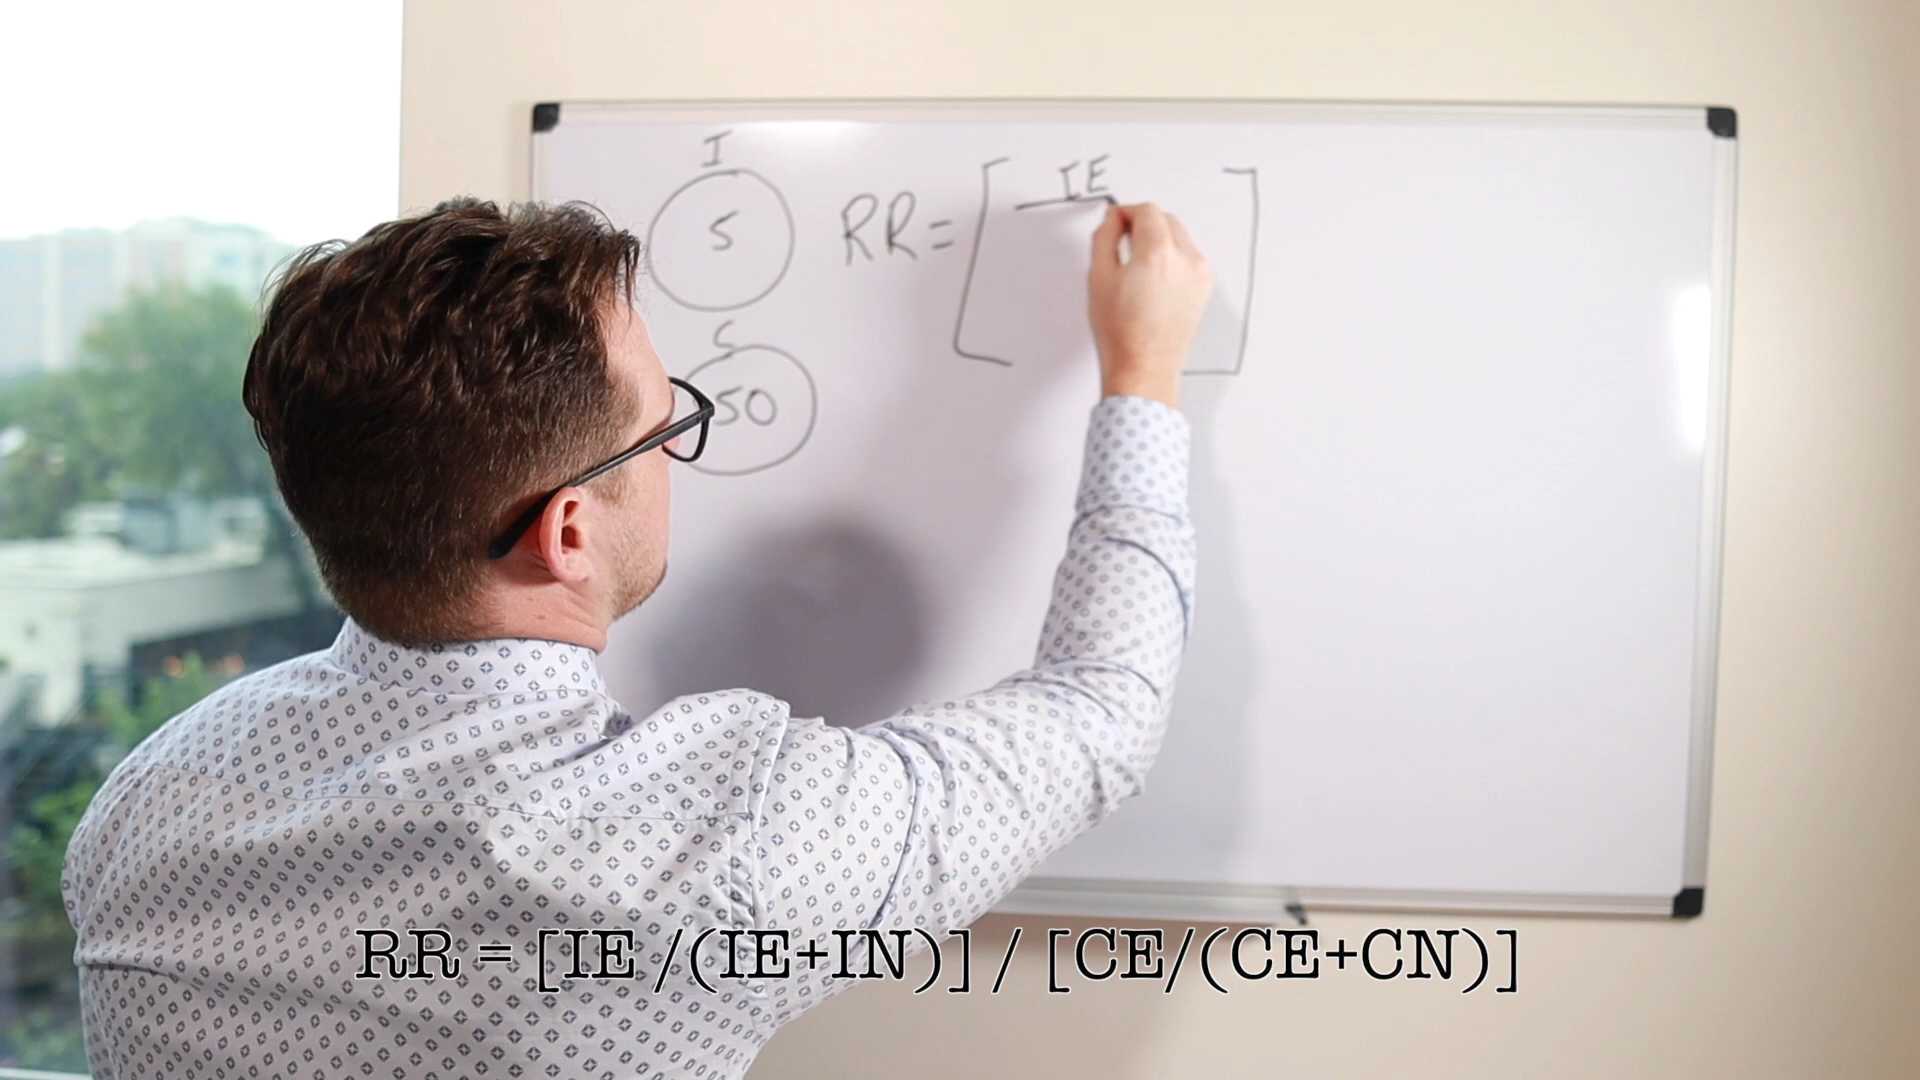 I
5
RR = [ IE ]
C
50
RR = [IE /(IE+IN)] / [CE/(CE+CN)]